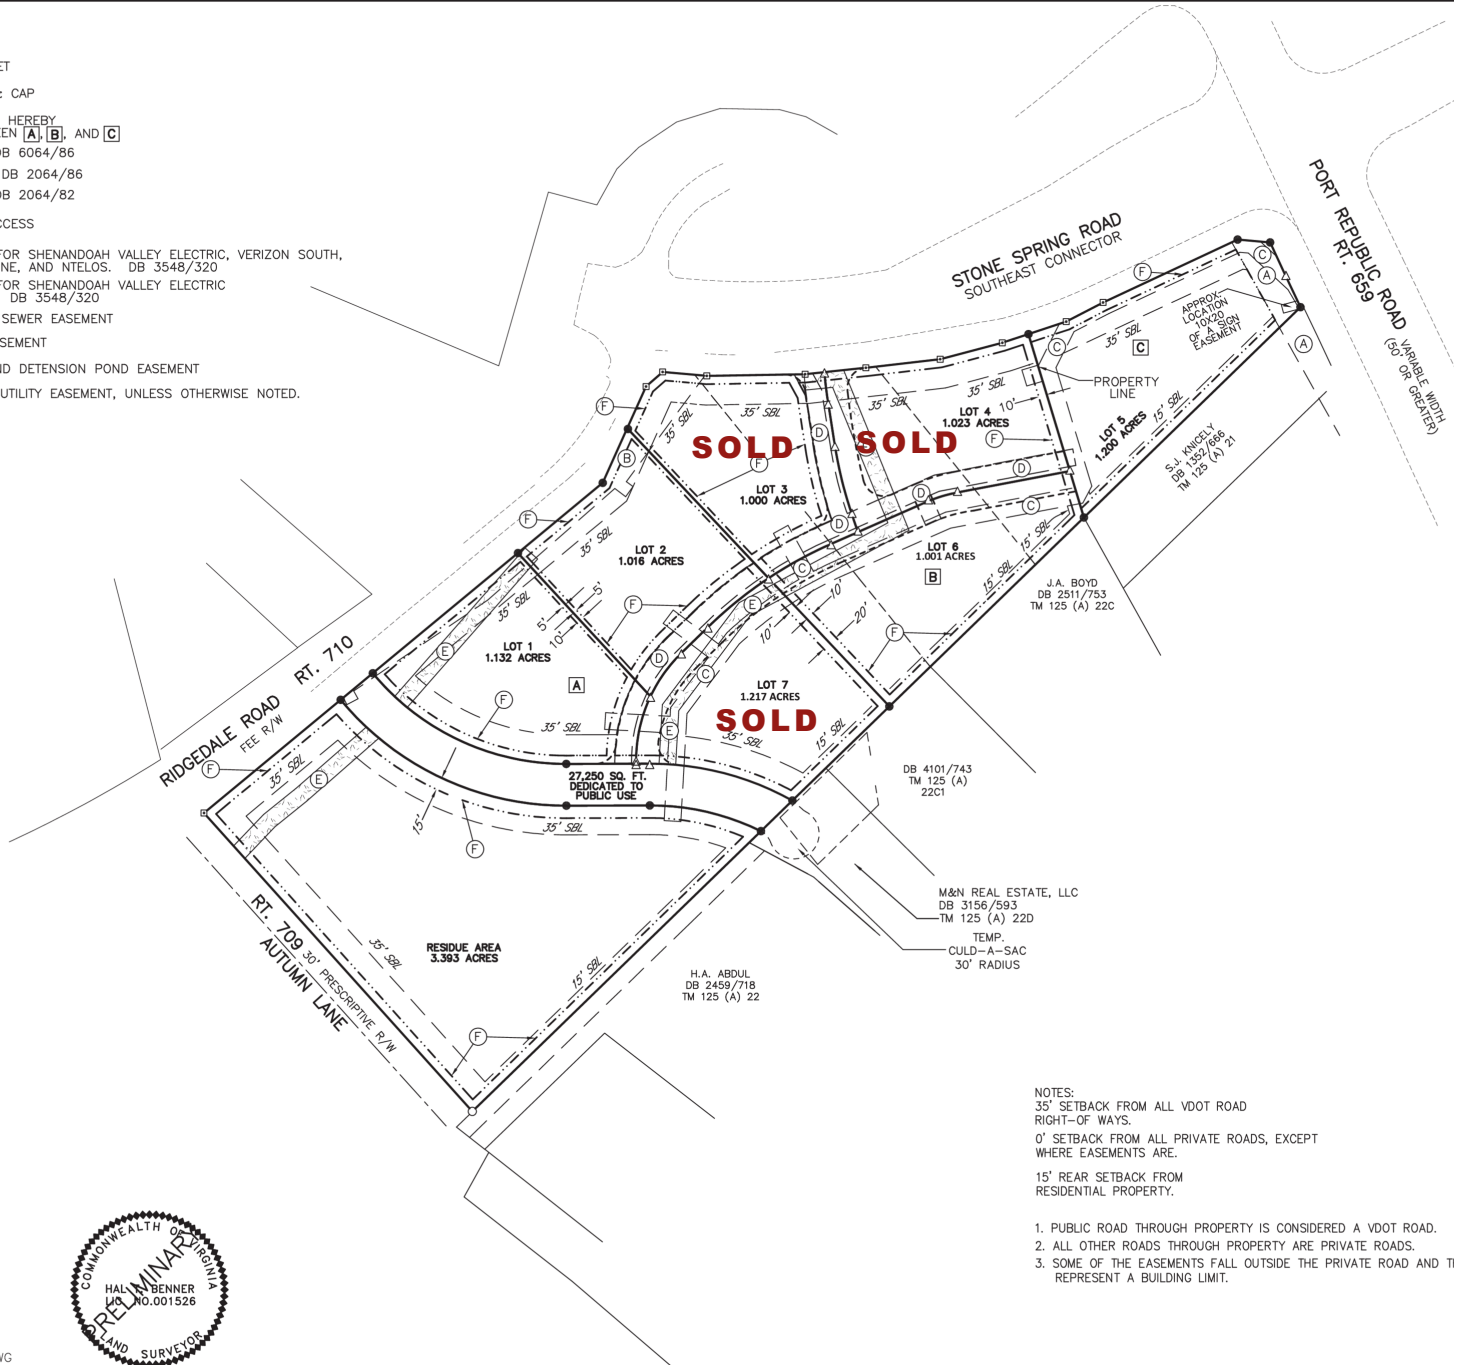 ET
: CAP
HEREBY
EEN A, B, AND C
DB 6064/86
DB 2064/86
DB 2064/82
CCESS
FOR SHENANDOAH VALLEY ELECTRIC, VERIZON SOUTH,
NE, AND NTELOS. DB 3548/320
FOR SHENANDOAH VALLEY ELECTRIC
DB 3548/320
SEWER EASEMENT
SEMENT
ND DETENSION POND EASEMENT
UTILITY EASEMENT, UNLESS OTHERWISE NOTED.
STONE SPRING ROAD
SOUTHEAST CONNECTOR
PORT REPUBLIC ROAD
RT. 659
VARIABLE WIDTH
(50' OR GREATER)
F
C
A
A
APPROX.
LOCATION
10X20
OF A SIGN
EASEMENT
35' SBL
C
C
PROPERTY
LINE
LOT 5
1.200 ACRES
15' SBL
S.J. KNICELY
DB 1352/666
TM 125 (A) 21
F
35' SBL
35' SBL
35' SBL
35' SBL
LOT 4
1.023 ACRES
10'
F
SOLD
SOLD
D
F
B
LOT 3
1.000 ACRES
D
D
D
C
F
35' SBL
LOT 2
1.016 ACRES
LOT 6
1.001 ACRES
B
15' SBL
15' SBL
J.A. BOYD
DB 2511/753
TM 125 (A) 22C
C
E
F
5'
5'
10'
10'
20'
10'
F
35' SBL
E
LOT 1
1.132 ACRES
A
D
C
F
LOT 7
1.217 ACRES
SOLD
35' SBL
35' SBL
15' SBL
E
RIDGEDALE ROAD RT. 710
FEE R/W
F
35' SBL
E
27,250 SQ. FT.
DEDICATED TO
PUBLIC USE
15'
35' SBL
F
DB 4101/743
TM 125 (A)
22C1
M&N REAL ESTATE, LLC
DB 3156/593
TM 125 (A) 22D
TEMP.
CULD-A-SAC
30' RADIUS
RT. 709
30' PRESCRIPTIVE R/W
AUTUMN LANE
35' SBL
RESIDUE AREA
3.393 ACRES
15' SBL
H.A. ABDUL
DB 2459/718
TM 125 (A) 22
F
NOTES:
35' SETBACK FROM ALL VDOT ROAD
RIGHT-OF WAYS.
0' SETBACK FROM ALL PRIVATE ROADS, EXCEPT
WHERE EASEMENTS ARE.
15' REAR SETBACK FROM
RESIDENTIAL PROPERTY.
1. PUBLIC ROAD THROUGH PROPERTY IS CONSIDERED A VDOT ROAD.
2. ALL OTHER ROADS THROUGH PROPERTY ARE PRIVATE ROADS.
3. SOME OF THE EASEMENTS FALL OUTSIDE THE PRIVATE ROAD AND
REPRESENT A BUILDING LIMIT.
COMMONWEALTH OF VIRGINIA
PRELIMINARY
BENNER
LIC. NO.001526
LAND SURVEYOR
WG